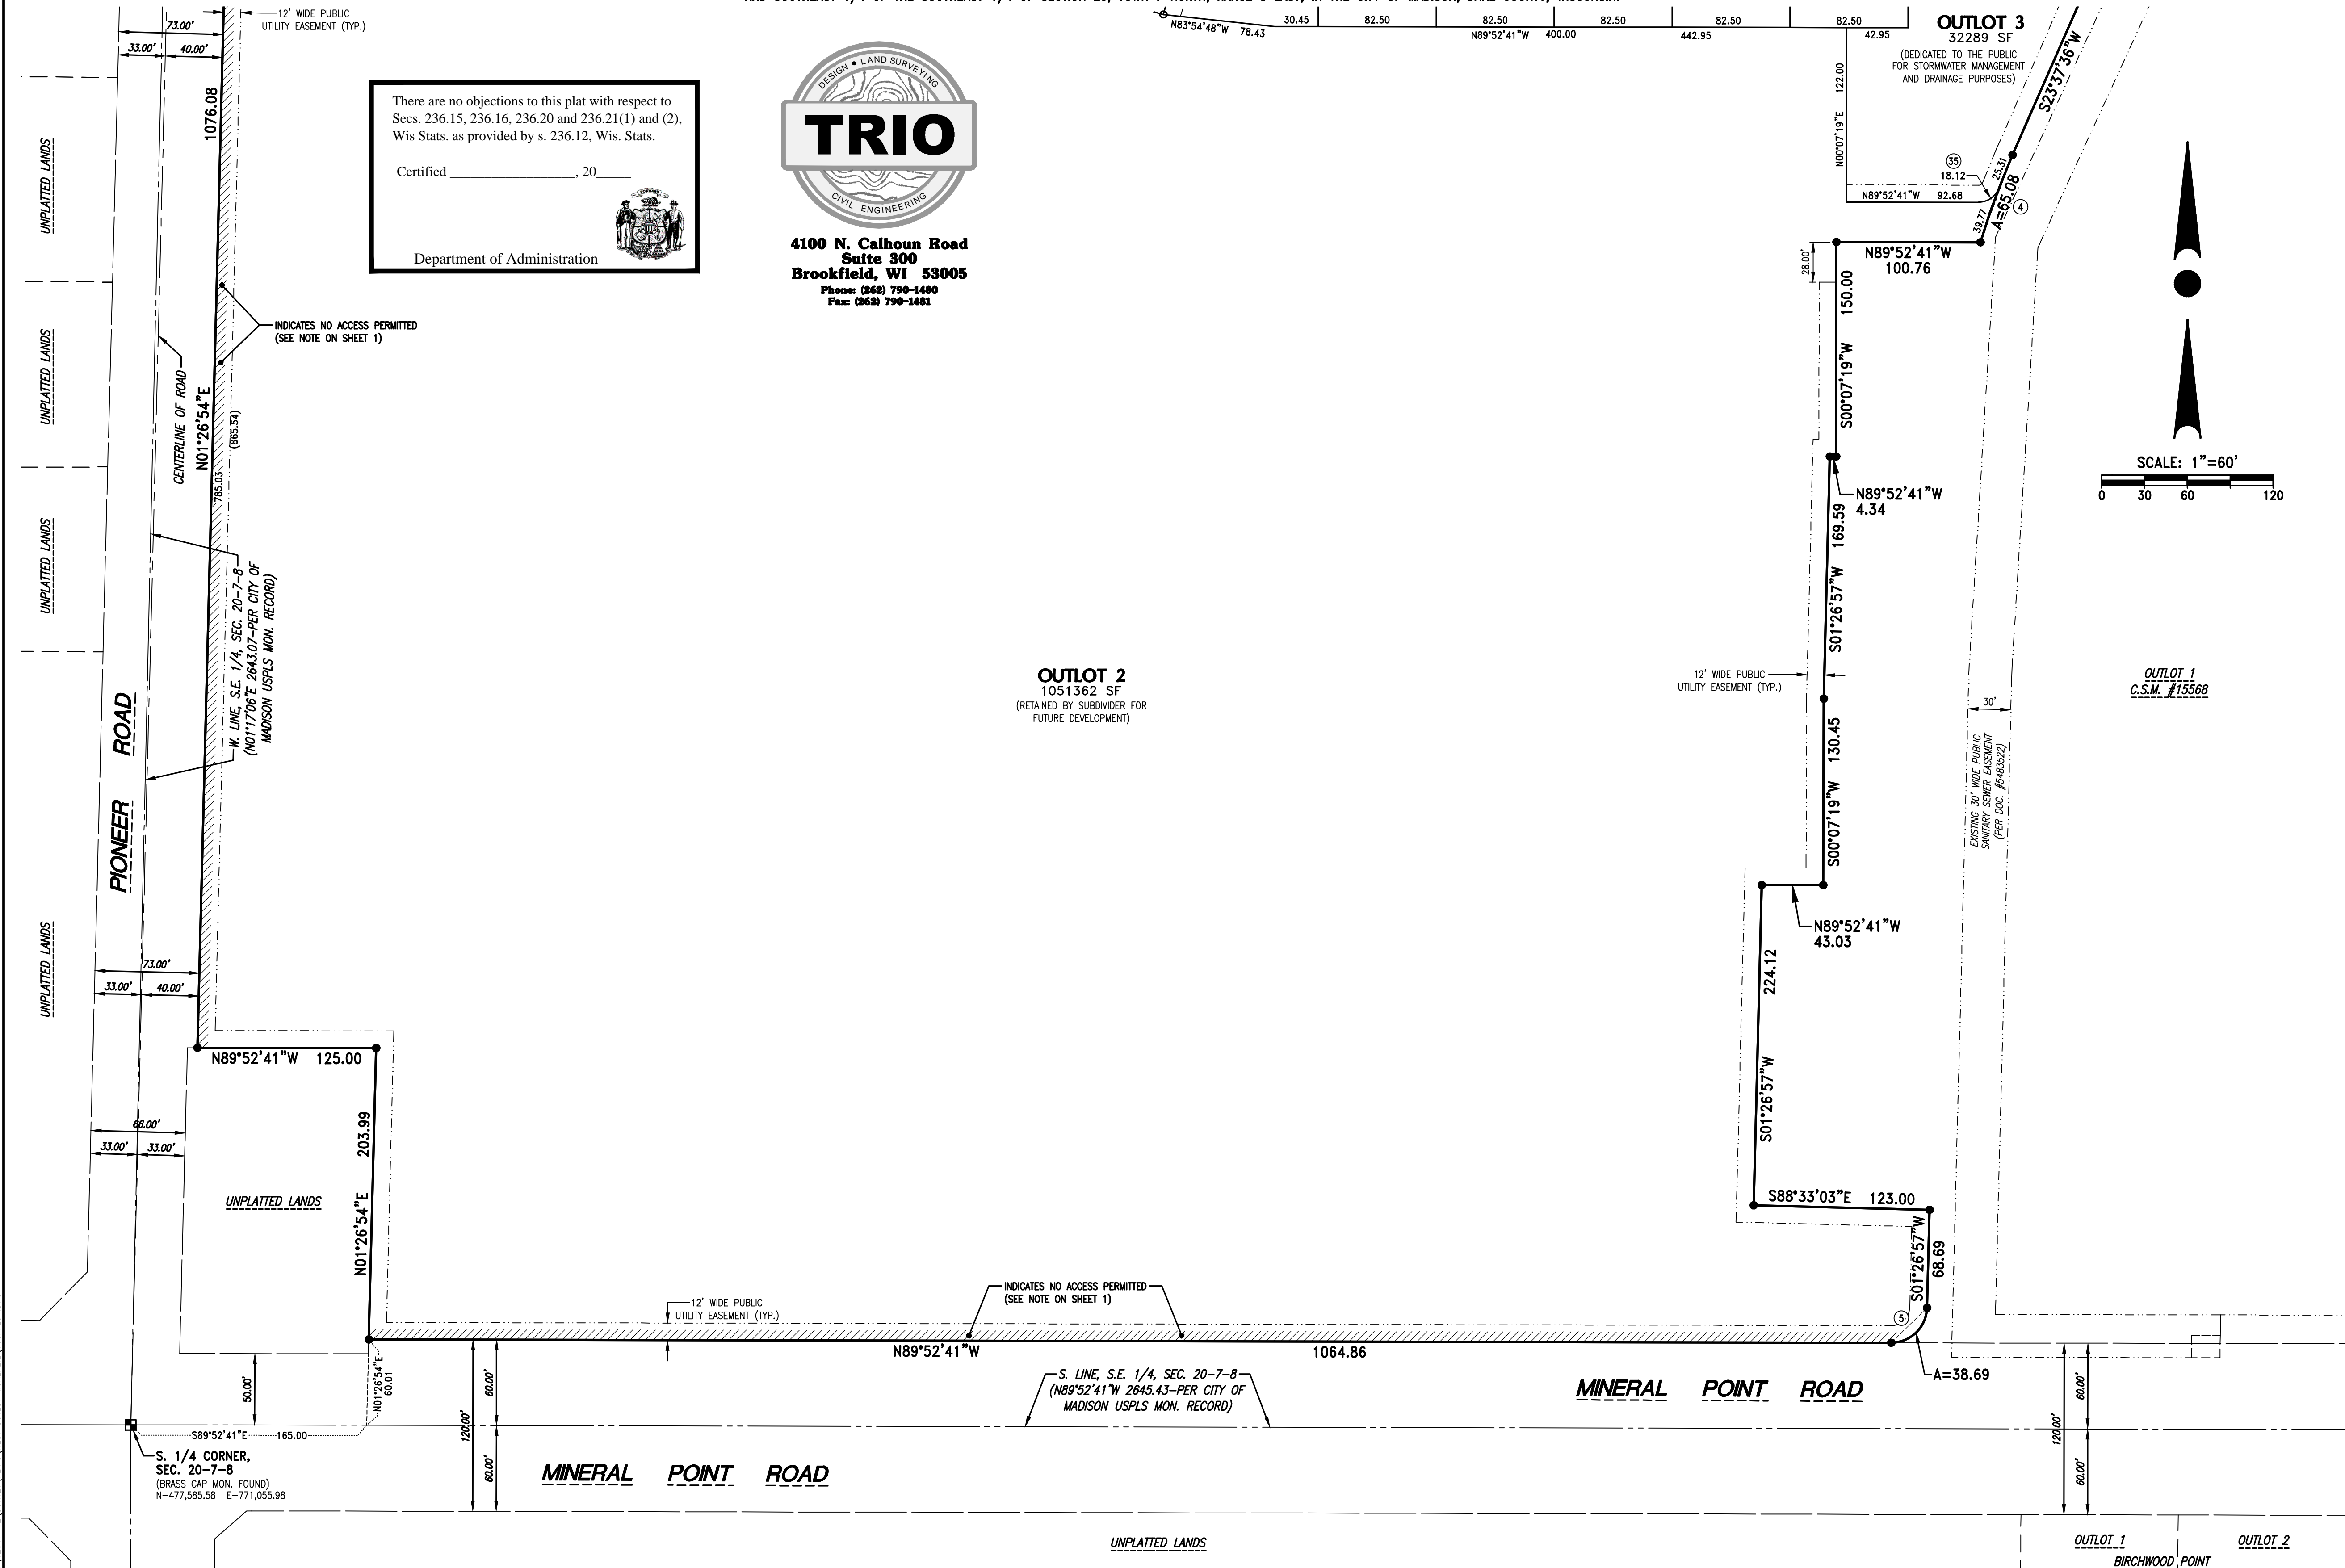 12' WIDE PUBLIC
UTILITY EASEMENT (TYP.)
73.00'
33.00'
40.00'
1076.08
N01°26'54"E
(865.54)
785.03
CENTERLINE OF ROAD
UNPLATTED LANDS
UNPLATTED LANDS
UNPLATTED LANDS
UNPLATTED LANDS
There are no objections to this plat with respect to
Secs. 236.15, 236.16, 236.20 and 236.21(1) and (2),
Wis Stats. as provided by s. 236.12, Wis. Stats.
Certified __________________, 20_____
Department of Administration
DESIGN • LAND SURVEYING
TRIO
CIVIL ENGINEERING
4100 N. Calhoun Road
Suite 300
Brookfield, WI 53005
Phone: (262) 790-1480
Fax: (262) 790-1481
N83°54'48"W 78.43
30.45
82.50
82.50
82.50
82.50
82.50
N89°52'41"W 400.00
442.95
42.95
OUTLOT 3
32289 SF
(DEDICATED TO THE PUBLIC
FOR STORMWATER MANAGEMENT
AND DRAINAGE PURPOSES)
S23°37'36"W
N00°07'19"E 122.00
35
18.12
25.31
N89°52'41"W 92.68
A=65.08
4
39.77
N89°52'41"W
100.76
28.00'
150.00
S00°07'19"W
N89°52'41"W
4.34
SCALE: 1"=60'
0 30 60 120
INDICATES NO ACCESS PERMITTED
(SEE NOTE ON SHEET 1)
W. LINE, S.E. 1/4, SEC. 20-7-8
(N01°17'06"E 2643.07-PER CITY OF
MADISON USPLS MON. RECORD)
PIONEER ROAD
OUTLOT 2
1051362 SF
(RETAINED BY SUBDIVIDER FOR
FUTURE DEVELOPMENT)
S01°26'57"W 169.59
12' WIDE PUBLIC
UTILITY EASEMENT (TYP.)
S00°07'19"W 130.45
30'
EXISTING 30' WIDE PUBLIC
SANITARY SEWER EASEMENT
(PER DOC. #5483522)
OUTLOT 1
C.S.M. #15568
N89°52'41"W
43.03
73.00'
33.00'
40.00'
N89°52'41"W 125.00
66.00'
33.00'
33.00'
UNPLATTED LANDS
N01°26'54"E 203.99
S01°26'57"W 224.12
S88°33'03"E 123.00
S01°26'57"W
68.69
5
A=38.69
12' WIDE PUBLIC
UTILITY EASEMENT (TYP.)
INDICATES NO ACCESS PERMITTED
(SEE NOTE ON SHEET 1)
N89°52'41"W 1064.86
50.00'
N01°26'54"E
60.01
120.00'
60.00'
60.00'
S. LINE, S.E. 1/4, SEC. 20-7-8
(N89°52'41"W 2645.43-PER CITY OF
MADISON USPLS MON. RECORD)
MINERAL POINT ROAD
120.00'
60.00'
60.00'
S89°52'41"E 165.00
S. 1/4 CORNER,
SEC. 20-7-8
(BRASS CAP MON. FOUND)
N-477,585.58 E-771,055.98
MINERAL POINT ROAD
UNPLATTED LANDS
OUTLOT 1
OUTLOT 2
BIRCHWOOD POINT